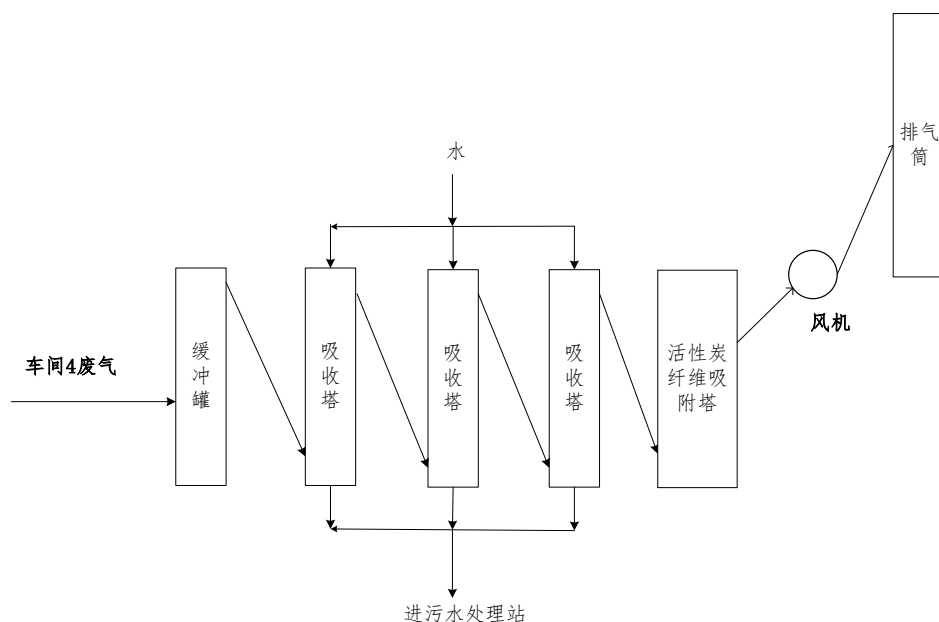 排气
筒
水
车间4废气
缓
冲
罐
吸
收
塔
吸
收
塔
吸
收
塔
活性炭
纤维吸
附塔
风机
进污水处理站